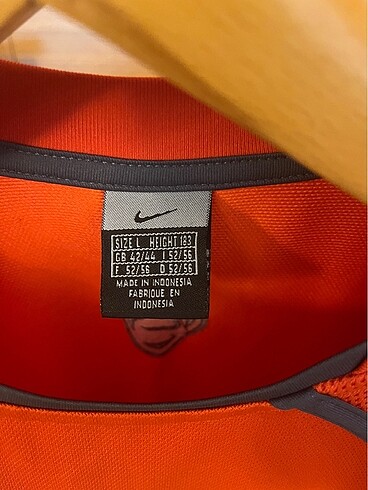 SIZE L HEIGHT 183
GB 42/44 I 52/56
F 52/56 D 52/56
MADE IN INDONESIA
FABRIQUE EN
INDONESIA